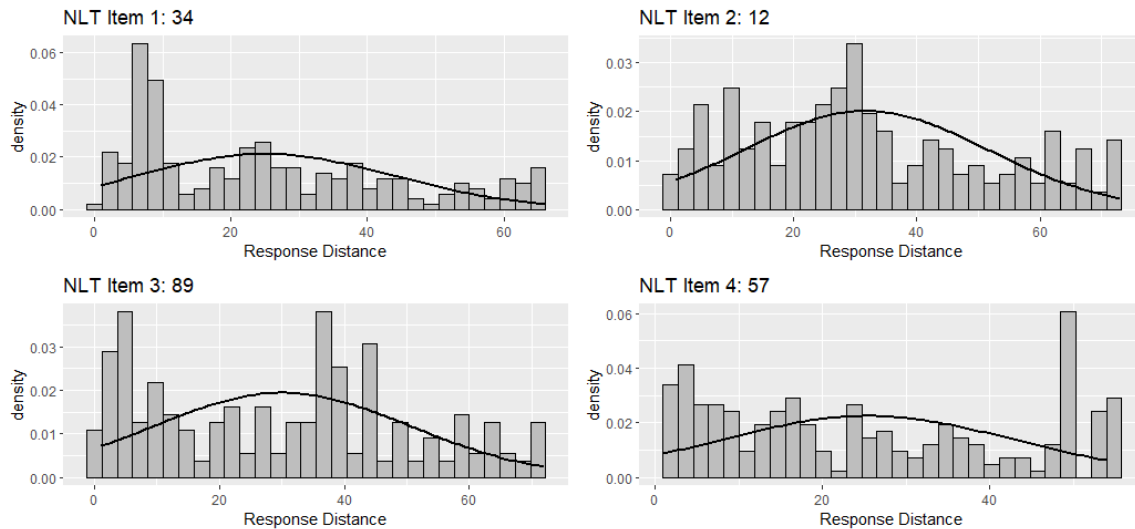 NLT Item 1: 34
density
0.06
0.04
0.02
0.00
0 20 40 60
Response Distance
NLT Item 2: 12
density
0.03
0.02
0.01
0.00
0 20 40 60
Response Distance
NLT Item 3: 89
density
0.03
0.02
0.01
0.00
0 20 40 60
Response Distance
NLT Item 4: 57
density
0.06
0.04
0.02
0.00
0 20 40
Response Distance